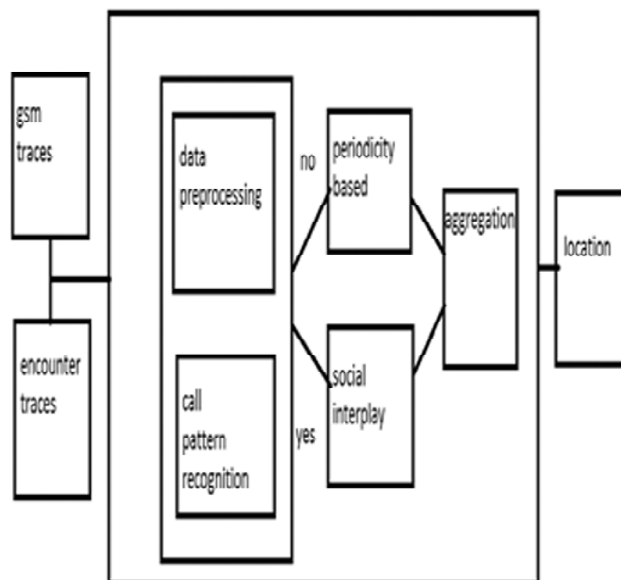 gsm
traces
encounter
traces
data
preprocessing
call
pattern
recognition
no
yes
periodicity
based
social
interplay
aggregation
location